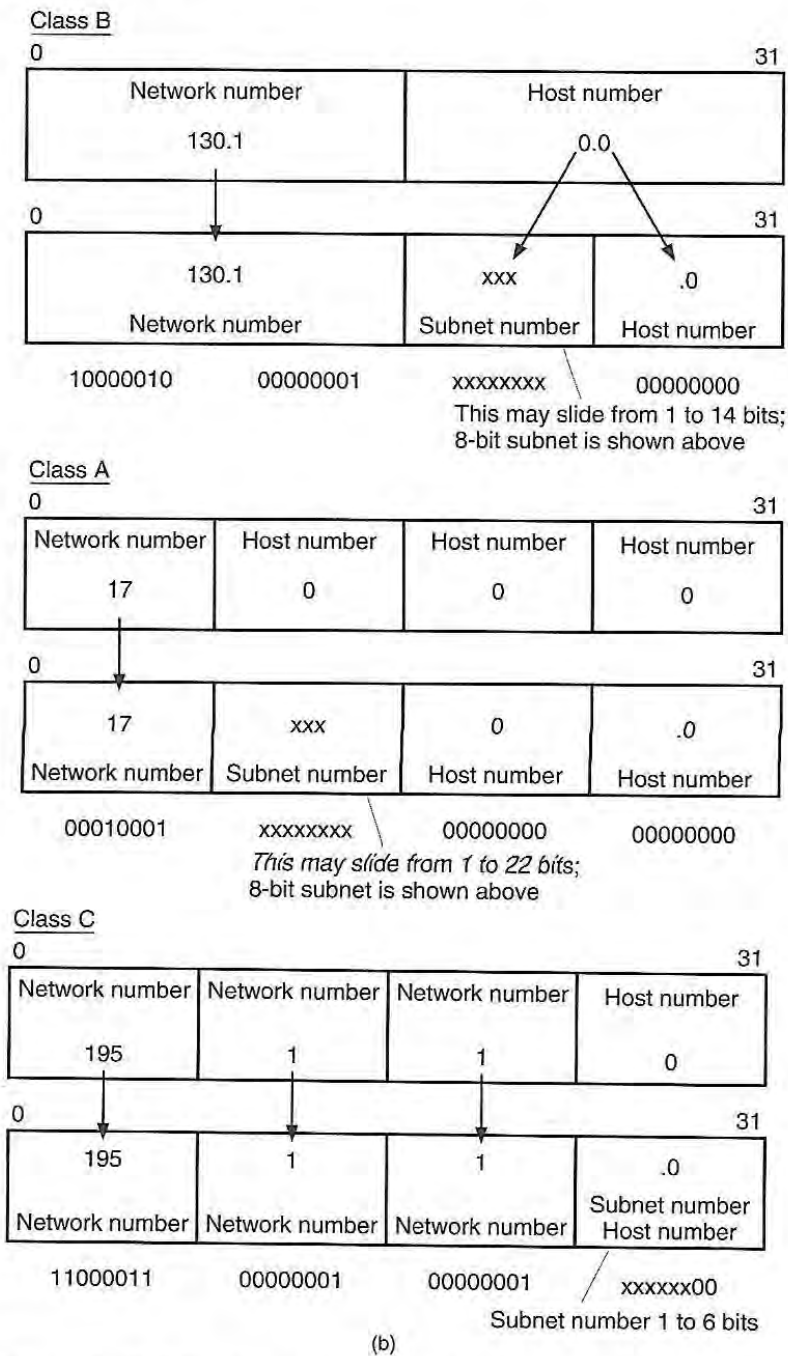 Class B
0 31
Network number Host number
130.1 0.0
0 31
130.1 xxx .0
Network number Subnet number Host number
10000010 00000001 xxxxxxxx 00000000
This may slide from 1 to 14 bits;
8-bit subnet is shown above
Class A
0 31
Network number Host number Host number Host number
17 0 0 0
0 31
17 xxx 0 .0
Network number Subnet number Host number Host number
00010001 xxxxxxxx 00000000 00000000
This may slide from 1 to 22 bits;
8-bit subnet is shown above
Class C
0 31
Network number Network number Network number Host number
195 1 1 0
0 31
195 1 1 .0
Subnet number
Network number Network number Network number Host number
11000011 00000001 00000001 xxxxxx00
Subnet number 1 to 6 bits
(b)